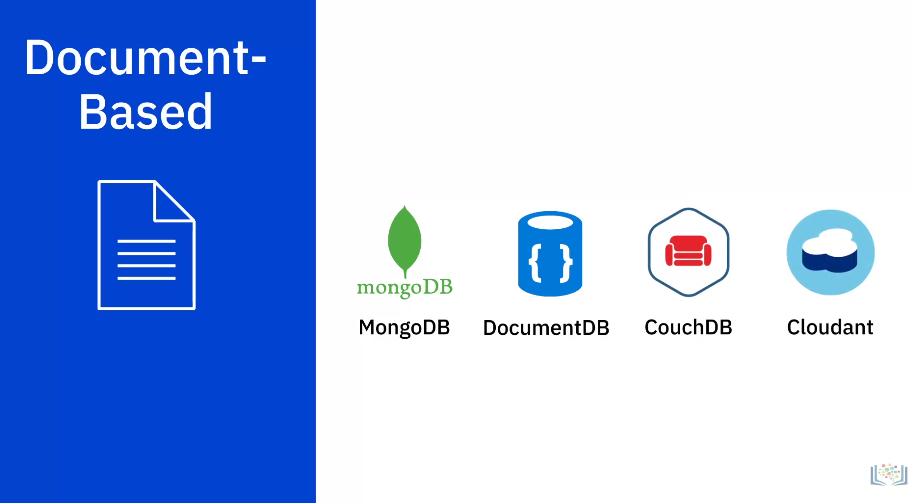 Document-
Based
{ }
mongoDB
MongoDB
DocumentDB
CouchDB
Cloudant